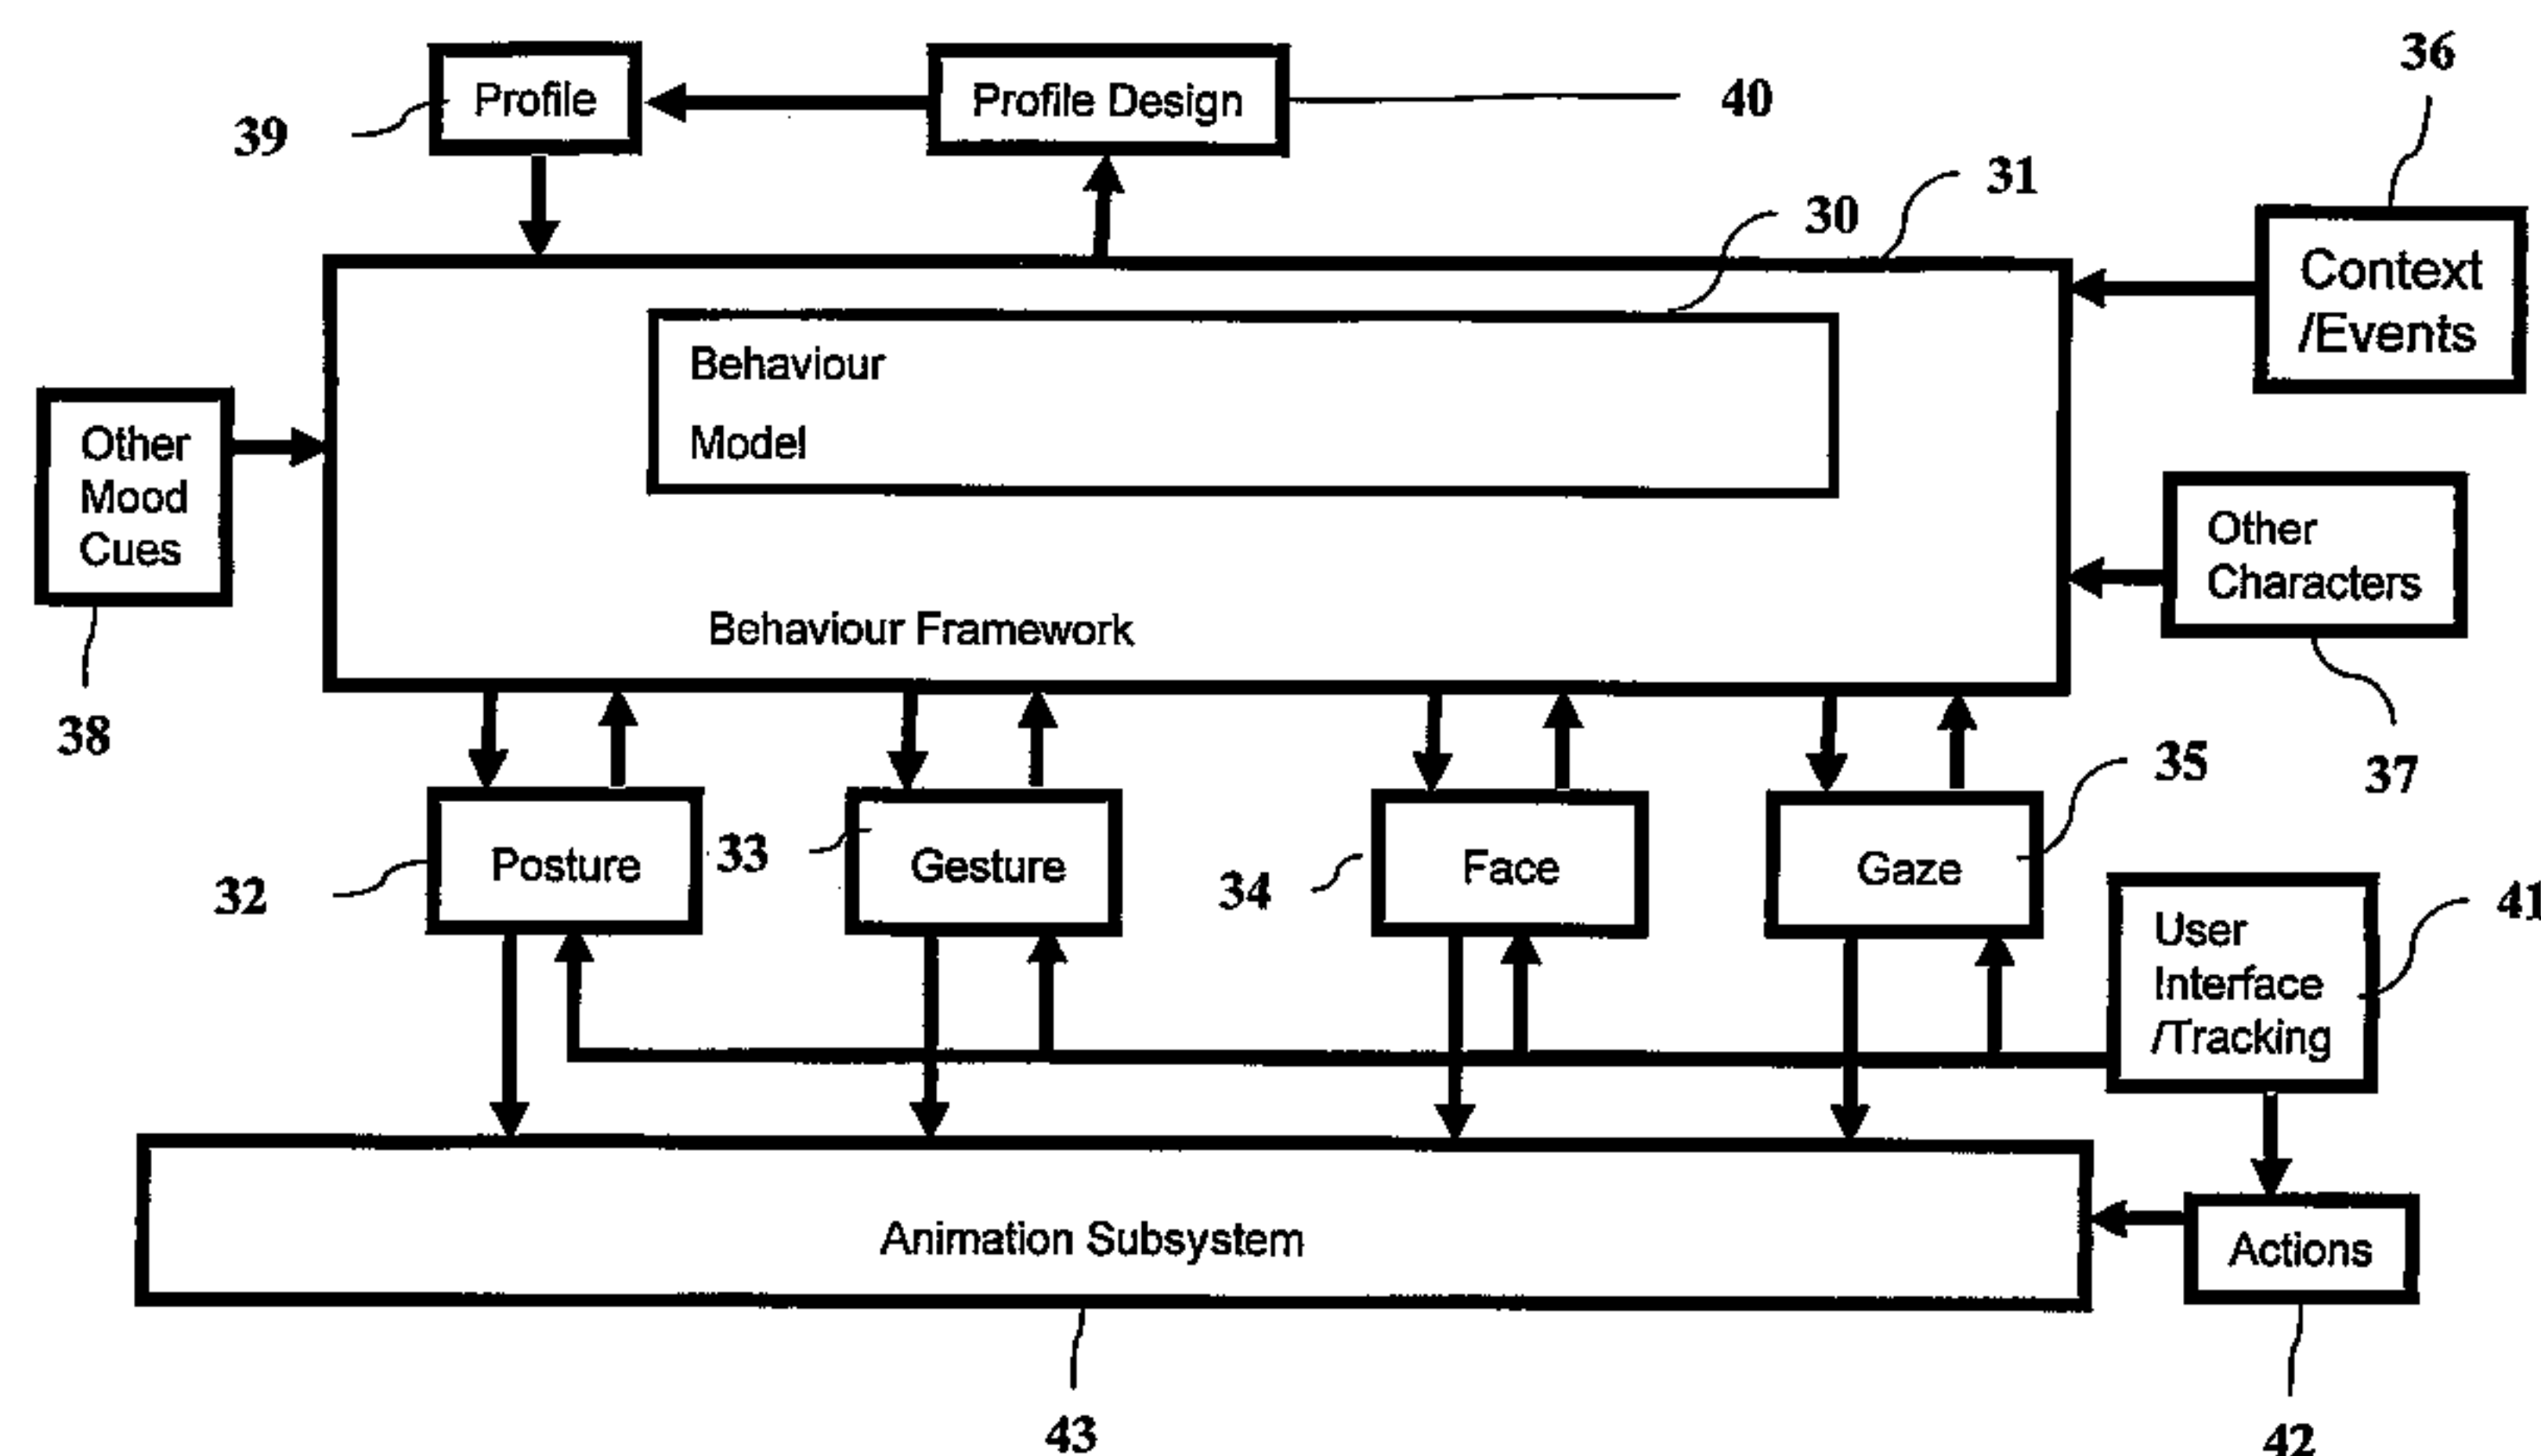 36
Profile
Profile Design
40
39
31
30
Context
/Events
Behaviour
Model
Other
Mood
Cues
Other
Characters
Behaviour Framework
38
37
35
Posture
33
Gesture
34
Face
Gaze
32
41
User
Interface
/Tracking
Animation Subsystem
Actions
43
42